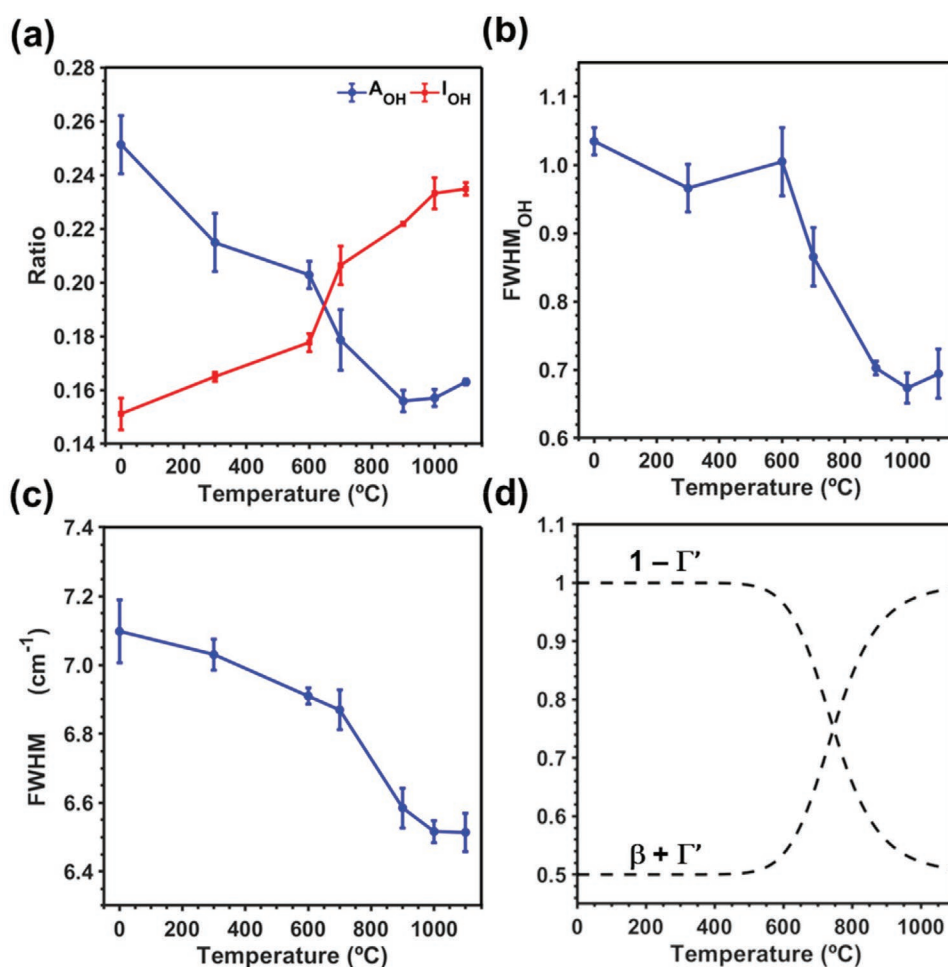 (a)
0.28
0.26
0.24
0.22
0.20
0.18
0.16
0.14
Ratio
A_OH I_OH
0 200 400 600 800 1000
Temperature (ºC)
(b)
1.1
1.0
0.9
0.8
0.7
0.6
FWHM_OH
0 200 400 600 800 1000
Temperature (ºC)
(c)
7.4
7.2
7.0
6.8
6.6
6.4
FWHM (cm⁻¹)
0 200 400 600 800 1000
Temperature (ºC)
(d)
1.1
1
0.9
0.8
0.7
0.6
0.5
1 – Γ'
β + Γ'
0 200 400 600 800 1000
Temperature (ºC)